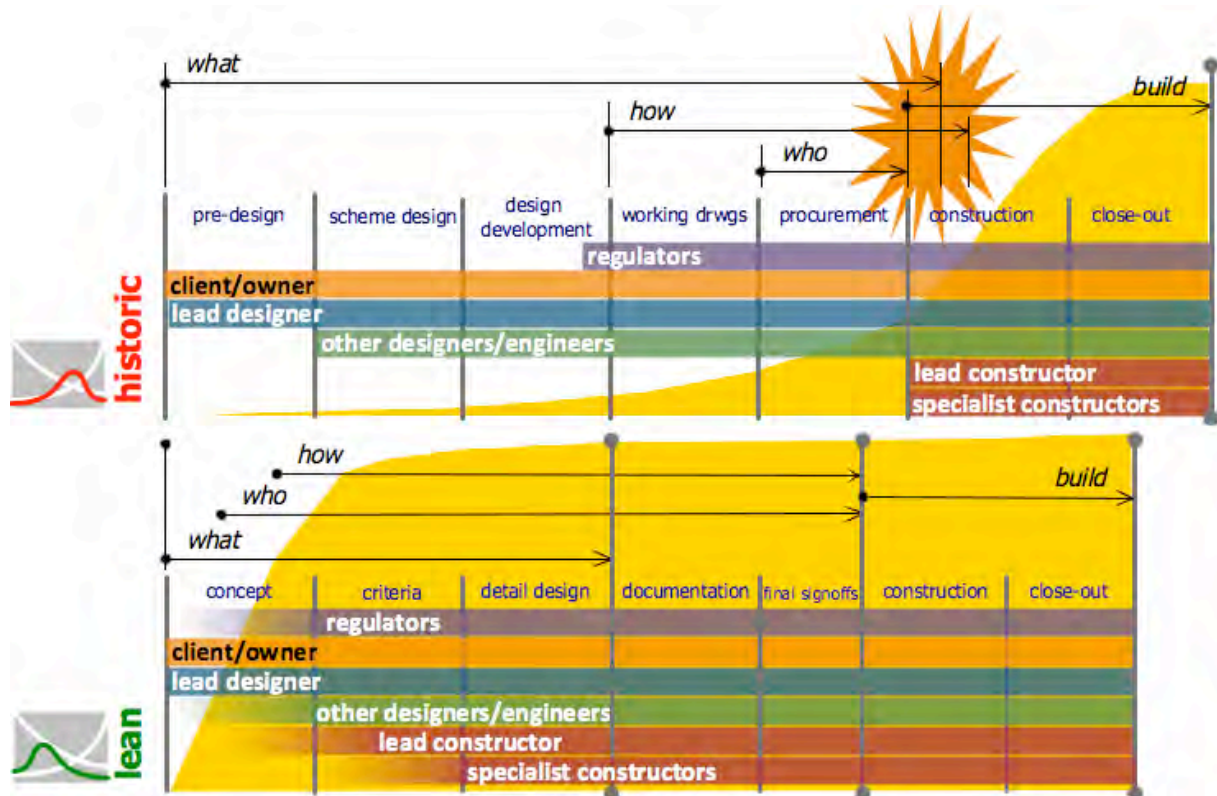 what
build
how
who
pre-design
scheme design
design
development
working drwgs
procurement
construction
close-out
regulators
client/owner
lead designer
other designers/engineers
lead constructor
specialist constructors
historic
how
who
build
what
concept
criteria
detail design
documentation
final signoffs
construction
close-out
regulators
client/owner
lead designer
other designers/engineers
lead constructor
specialist constructors
lean